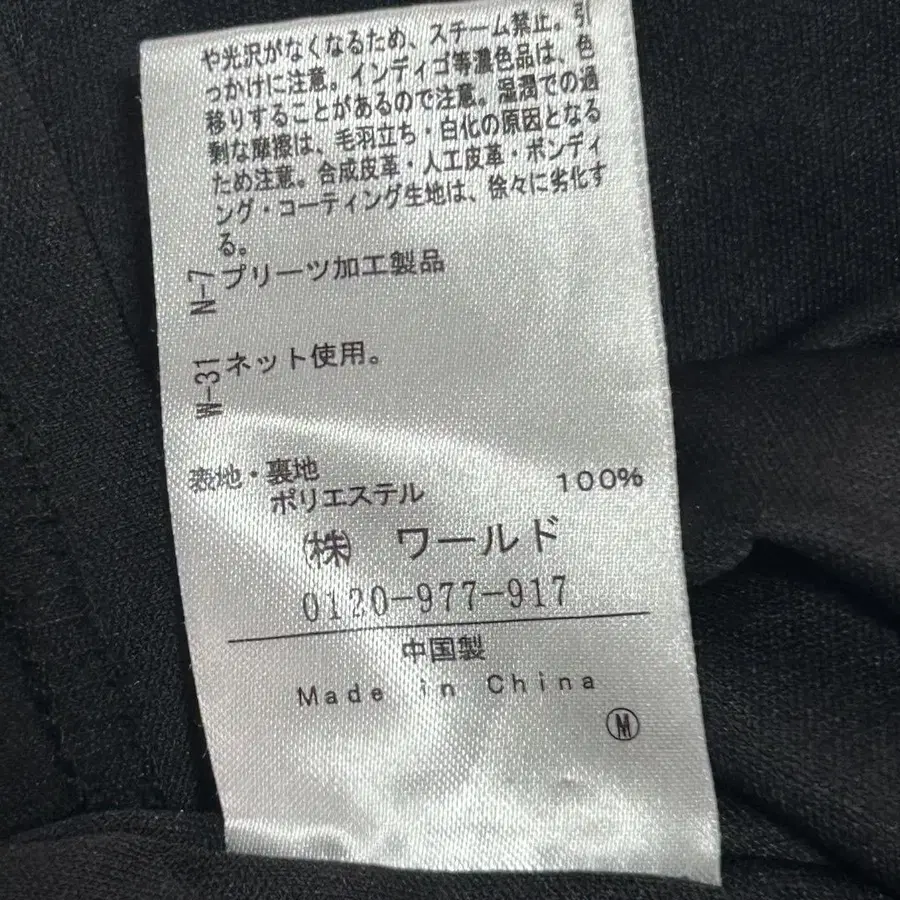 や光沢がなくなるため、スチーム禁止。引
っかけに注意。インディゴ等濃色品は、色
移りすることがあるので注意。湿潤での過
剰な摩擦は、毛羽立ち・白化の原因となる
ため注意。合成皮革・人工皮革・ボンディ
ング・コーティング生地は、徐々に劣化す
る。
N-7 プリーツ加工製品
W-31 ネット使用。
表地・裏地
ポリエステル 100%
㈱ ワールド
0120-977-917
中国製
Made in China
Ⓜ